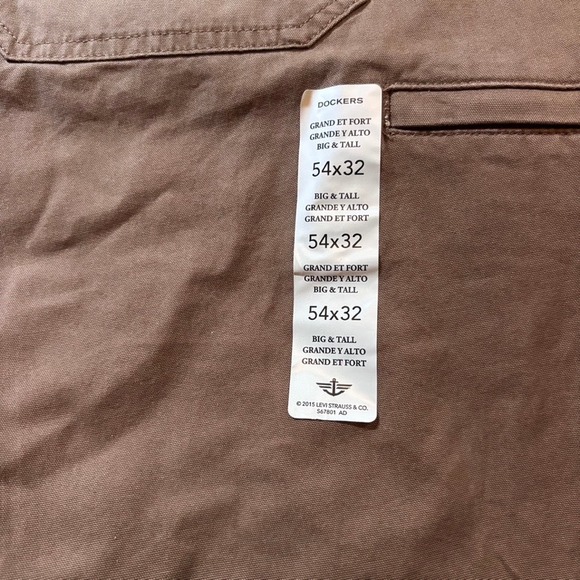 DOCKERS
GRAND ET FORT
GRANDE Y ALTO
BIG & TALL
54x32
BIG & TALL
GRANDE Y ALTO
GRAND ET FORT
54x32
GRAND ET FORT
GRANDE Y ALTO
BIG & TALL
54x32
BIG & TALL
GRANDE Y ALTO
GRAND ET FORT
© 2015 LEVI STRAUSS & CO.
567801 AD